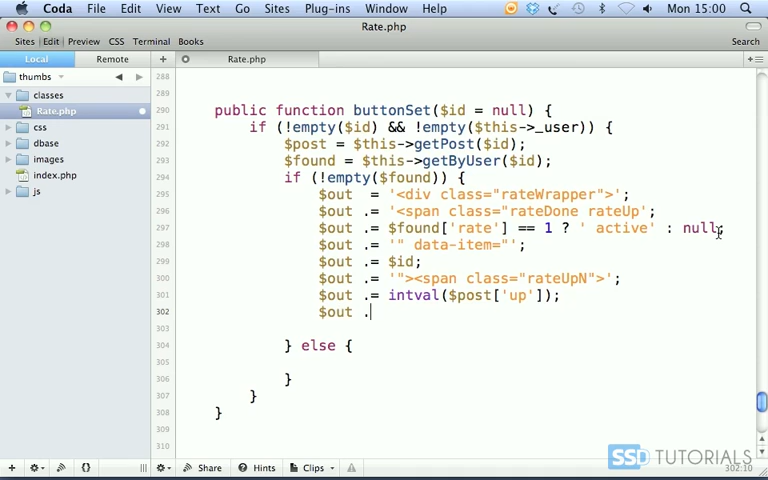 Coda File Edit View Text Go Sites Plug-ins Window Help Mon 15:00
Rate.php
Sites Edit Preview CSS Terminal Books Search
Local Remote + Rate.php
thumbs
classes
Rate.php
css
dbase
images
index.php
js
288
289
290 public function buttonSet($id = null) {
291 if (!empty($id) && !empty($this->_user)) {
292 $post = $this->getPost($id);
293 $found = $this->getByUser($id);
294 if (!empty($found)) {
295 $out  = '<div class="rateWrapper">';
296 $out .= '<span class="rateDone rateUp';
297 $out .= $found['rate'] == 1 ? ' active' : null;
298 $out .= '" data-item="';
299 $out .= $id;
300 $out .= '"><span class="rateUpN">';
301 $out .= intval($post['up']);
302 $out .
303
304 } else {
305
306 }
307 }
308 }
309
310
Share Hints Clips
SSD TUTORIALS
302:10